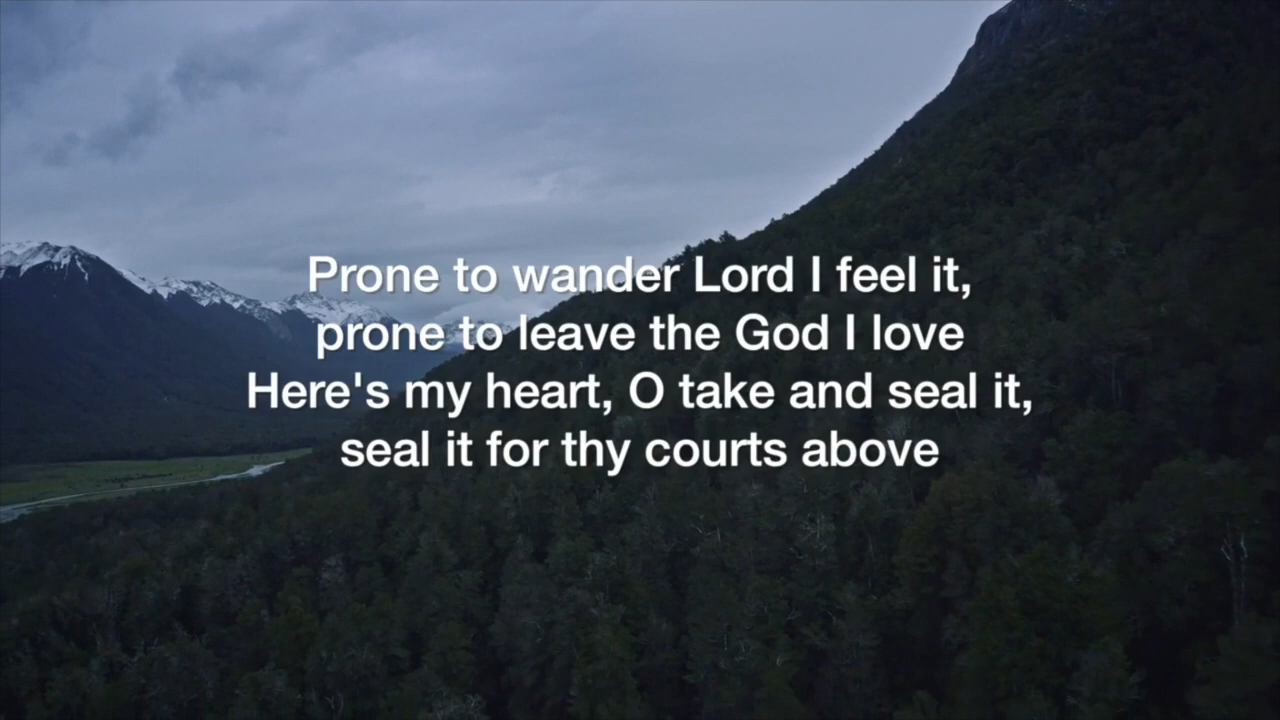 Prone to wander Lord I feel it,
prone to leave the God I love
Here's my heart, O take and seal it,
seal it for thy courts above